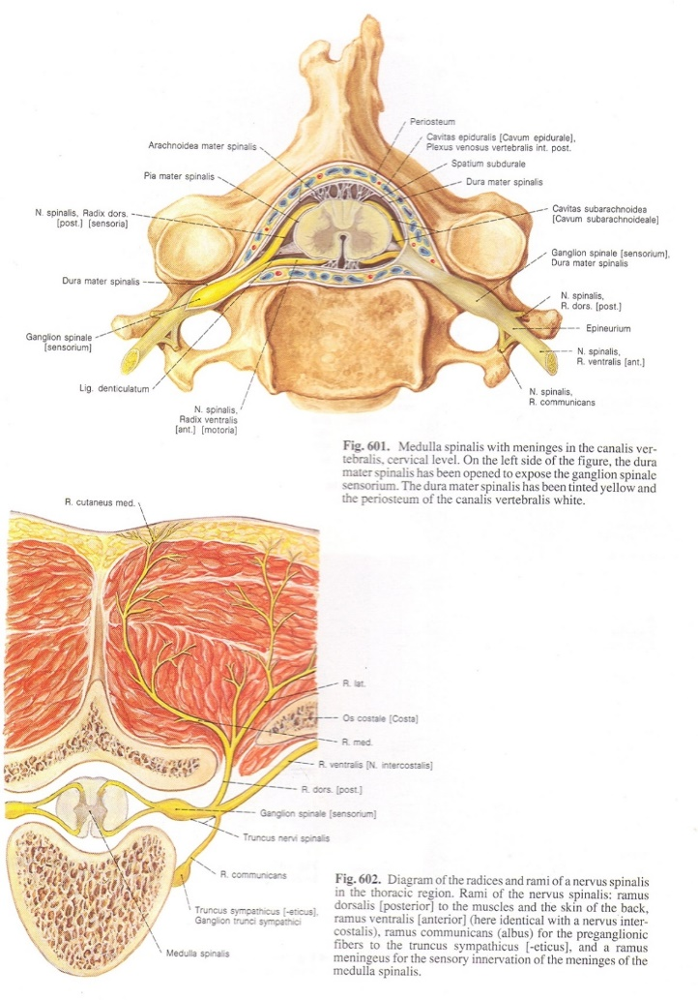 Periosteum
Cavitas epiduralis [Cavum epidurale],
Plexus venosus vertebralis int. post.
Spatium subdurale
Dura mater spinalis
Cavitas subarachnoidea
[Cavum subarachnoideale]
Ganglion spinale [sensorium],
Dura mater spinalis
N. spinalis,
R. dors. [post.]
Epineurium
N. spinalis,
R. ventralis [ant.]
N. spinalis,
R. communicans
Arachnoidea mater spinalis
Pia mater spinalis
N. spinalis, Radix dors.
[post.] [sensoria]
Dura mater spinalis
Ganglion spinale
[sensorium]
Lig. denticulatum
N. spinalis,
Radix ventralis
[ant.] [motoria]
Fig. 601. Medulla spinalis with meninges in the canalis ver-
tebralis, cervical level. On the left side of the figure, the dura
mater spinalis has been opened to expose the ganglion spinale
sensorium. The dura mater spinalis has been tinted yellow and
the periosteum of the canalis vertebralis white.
R. cutaneus med.
R. lat.
Os costale [Costa]
R. med.
R. ventralis [N. intercostalis]
R. dors. [post.]
Ganglion spinale [sensorium]
Truncus nervi spinalis
R. communicans
Truncus sympathicus [-eticus],
Ganglion trunci sympathici
Medulla spinalis
Fig. 602. Diagram of the radices and rami of a nervus spinalis
in the thoracic region. Rami of the nervus spinalis: ramus
dorsalis [posterior] to the muscles and the skin of the back,
ramus ventralis [anterior] (here identical with a nervus inter-
costalis), ramus communicans (albus) for the preganglionic
fibers to the truncus sympathicus [-eticus], and a ramus
meningeus for the sensory innervation of the meninges of the
medulla spinalis.